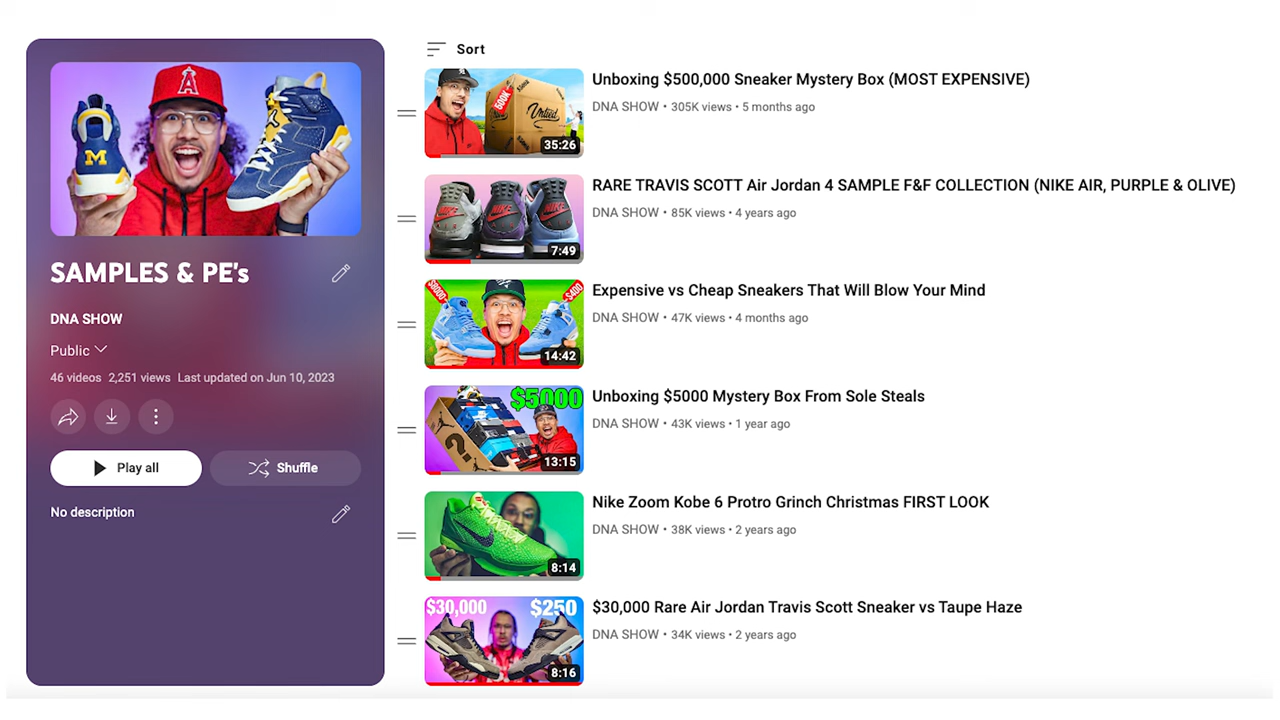 SAMPLES & PE's
DNA SHOW
Public
46 videos 2,251 views Last updated on Jun 10, 2023
Play all
Shuffle
No description
Sort
500K
Untied
35:26
Unboxing $500,000 Sneaker Mystery Box (MOST EXPENSIVE)
DNA SHOW • 305K views • 5 months ago
NIKE
NIKE
NIKE
7:49
RARE TRAVIS SCOTT Air Jordan 4 SAMPLE F&F COLLECTION (NIKE AIR, PURPLE & OLIVE)
DNA SHOW • 85K views • 4 years ago
$400
14:42
Expensive vs Cheap Sneakers That Will Blow Your Mind
DNA SHOW • 47K views • 4 months ago
$5000
13:15
Unboxing $5000 Mystery Box From Sole Steals
DNA SHOW • 43K views • 1 year ago
8:14
Nike Zoom Kobe 6 Protro Grinch Christmas FIRST LOOK
DNA SHOW • 38K views • 2 years ago
$30,000
$250
8:16
$30,000 Rare Air Jordan Travis Scott Sneaker vs Taupe Haze
DNA SHOW • 34K views • 2 years ago